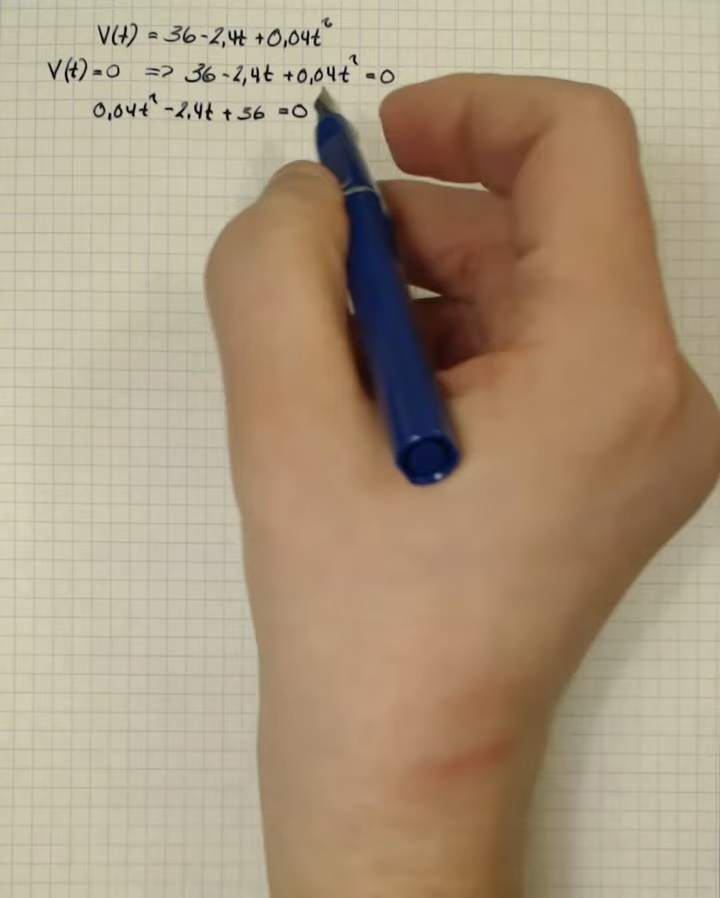 V(t) = 36 - 2,4t + 0,04t²
V(t) = 0 => 36 - 2,4t + 0,04t² = 0
0,04t² - 2,4t + 36 = 0